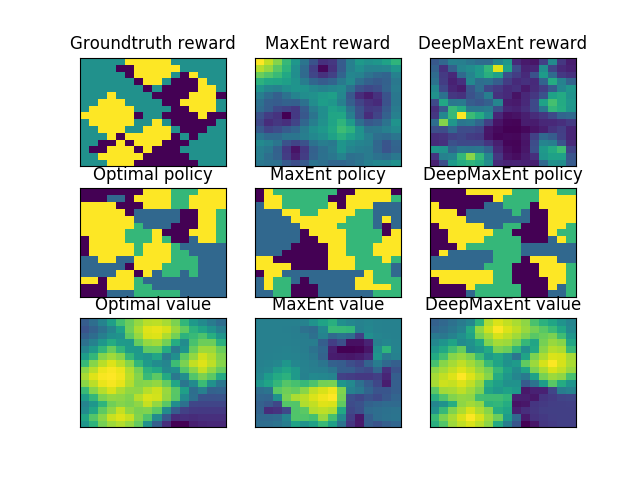 Groundtruth reward
MaxEnt reward
DeepMaxEnt reward
Optimal policy
MaxEnt policy
DeepMaxEnt policy
Optimal value
MaxEnt value
DeepMaxEnt value